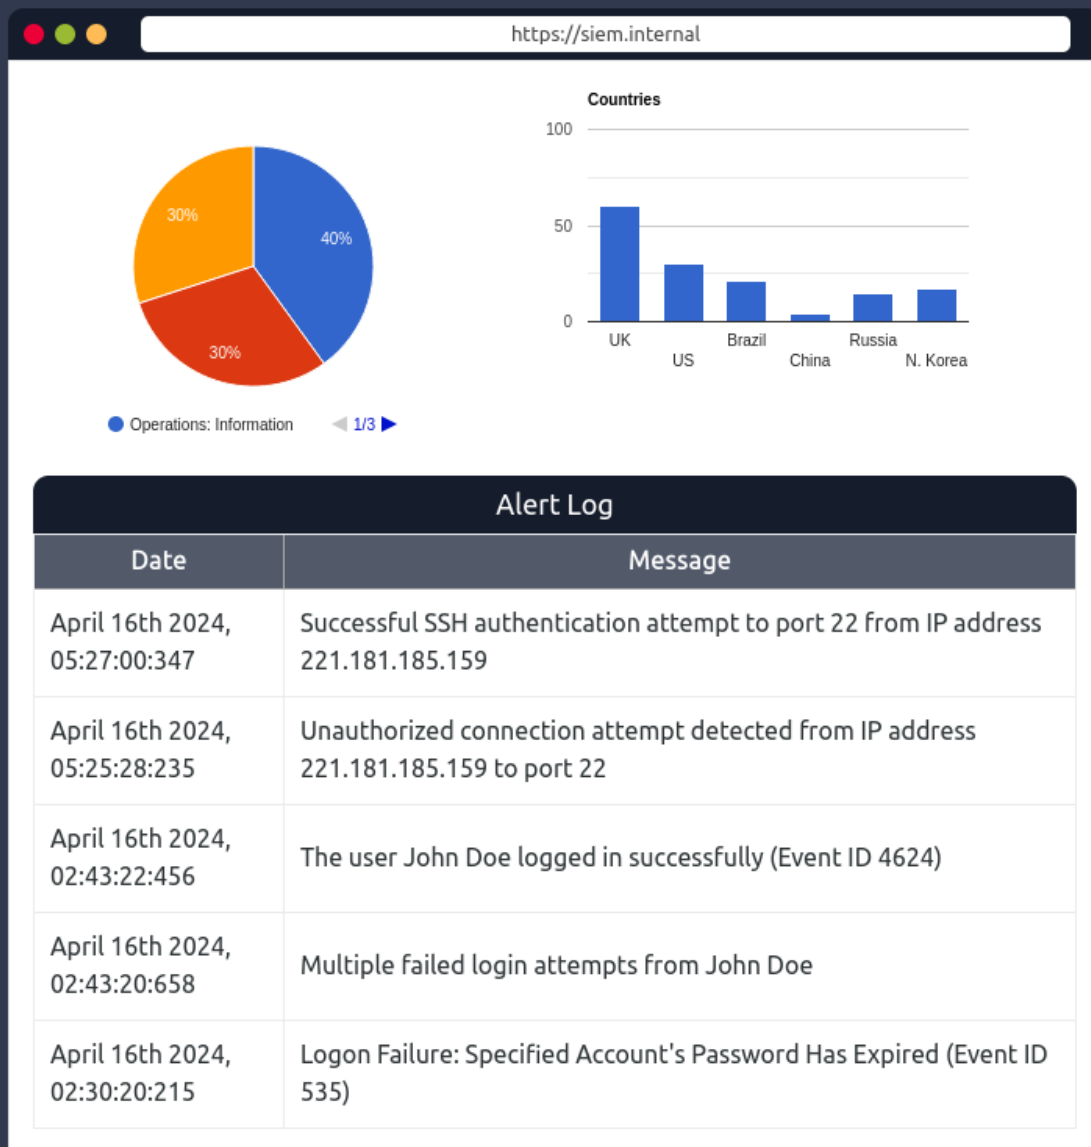 https://siem.internal
Countries
100
50
0
UK
US
Brazil
China
Russia
N. Korea
30%
40%
30%
Operations: Information
1/3
Alert Log
Date
Message
April 16th 2024,
05:27:00:347
Successful SSH authentication attempt to port 22 from IP address
221.181.185.159
April 16th 2024,
05:25:28:235
Unauthorized connection attempt detected from IP address
221.181.185.159 to port 22
April 16th 2024,
02:43:22:456
The user John Doe logged in successfully (Event ID 4624)
April 16th 2024,
02:43:20:658
Multiple failed login attempts from John Doe
April 16th 2024,
02:30:20:215
Logon Failure: Specified Account's Password Has Expired (Event ID
535)